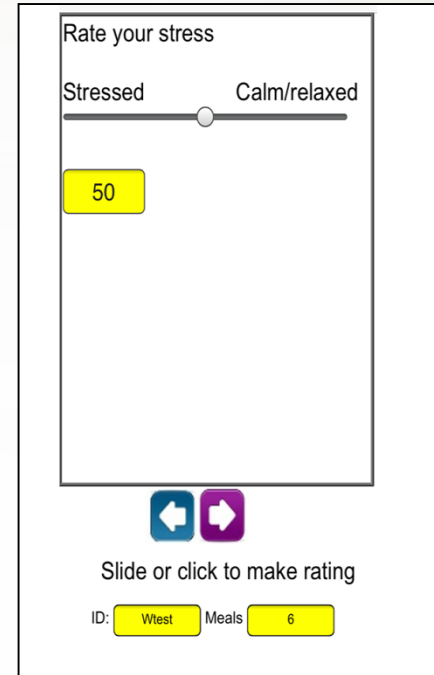 Rate your stress
Stressed Calm/relaxed
50
Slide or click to make rating
ID: Wtest Meals 6